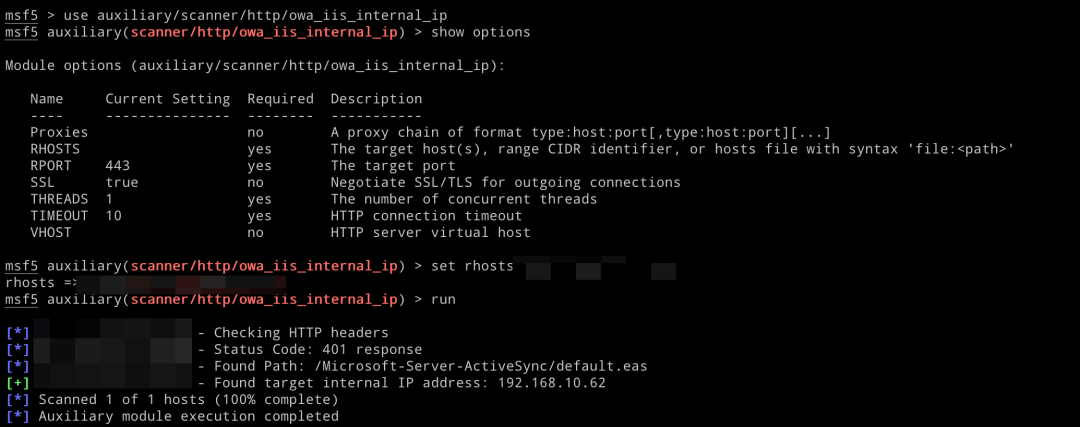 msf5 > use auxiliary/scanner/http/owa_iis_internal_ip
msf5 auxiliary(scanner/http/owa_iis_internal_ip) > show options
Module options (auxiliary/scanner/http/owa_iis_internal_ip):
Name Current Setting Required Description
---- --------------- -------- -----------
Proxies no A proxy chain of format type:host:port[,type:host:port][...]
RHOSTS yes The target host(s), range CIDR identifier, or hosts file with syntax 'file:<path>'
RPORT 443 yes The target port
SSL true no Negotiate SSL/TLS for outgoing connections
THREADS 1 yes The number of concurrent threads
TIMEOUT 10 yes HTTP connection timeout
VHOST no HTTP server virtual host
msf5 auxiliary(scanner/http/owa_iis_internal_ip) > set rhosts
rhosts =>
msf5 auxiliary(scanner/http/owa_iis_internal_ip) > run
[*] - Checking HTTP headers
[*] - Status Code: 401 response
[*] - Found Path: /Microsoft-Server-ActiveSync/default.eas
[+] - Found target internal IP address: 192.168.10.62
[*] Scanned 1 of 1 hosts (100% complete)
[*] Auxiliary module execution completed